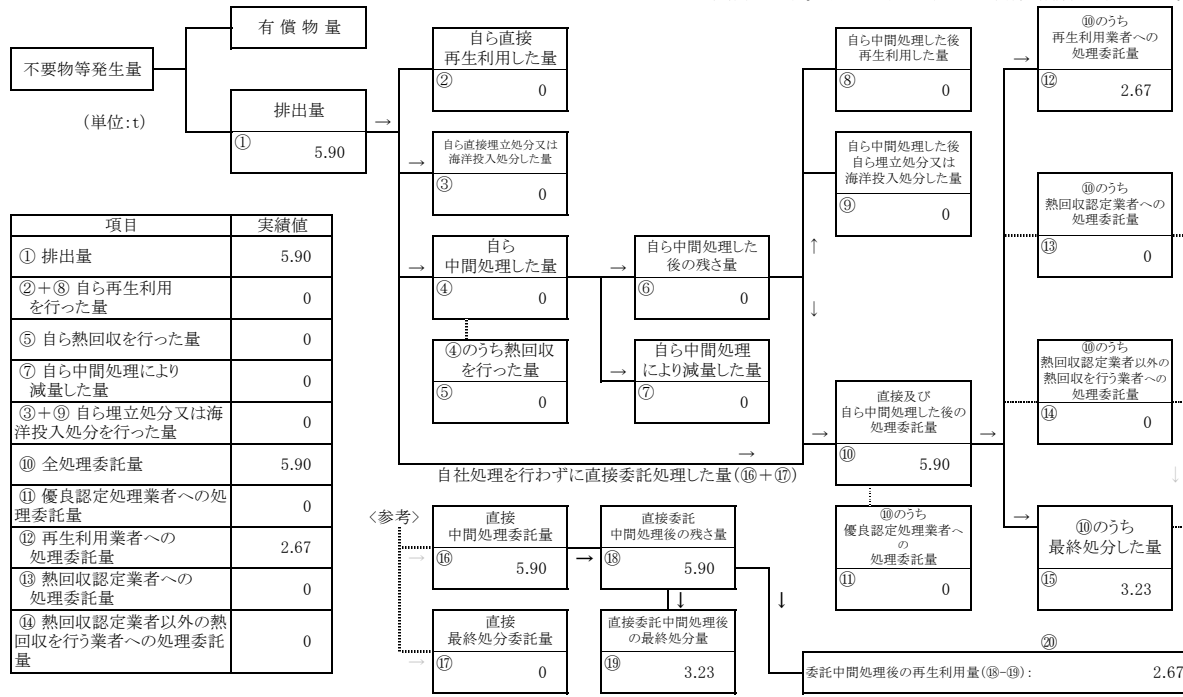 有 償 物 量
不要物等発生量
(単位:t)
排出量
①
5.90
→
自ら直接
再生利用した量
②
0
→
自ら直接埋立処分又は
海洋投入処分した量
③
0
→
自ら
中間処理した量
④
0
④のうち熱回収
を行った量
⑤
0
→
自ら中間処理した
後の残さ量
⑥
0
→
自ら中間処理
により減量した量
⑦
0
自ら中間処理した後
再生利用した量
⑧
0
自ら中間処理した後
自ら埋立処分又は
海洋投入処分した量
⑨
0
↑
↓
→
自社処理を行わずに直接委託処理した量(⑯+⑰)
→
直接及び
自ら中間処理した後の
処理委託量
⑩
5.90
→
⑩のうち
優良認定処理業者へ
の
処理委託量
⑪
0
→
⑩のうち
再生利用業者への
処理委託量
⑫
2.67
⑩のうち
熱回収認定業者への
処理委託量
⑬
0
⑩のうち
熱回収認定業者以外の
熱回収を行う業者への
処理委託量
⑭
0
↓
→
⑩のうち
最終処分した量
⑮
3.23
項目 実績値
① 排出量 5.90
②+⑧ 自ら再生利用
を行った量 0
⑤ 自ら熱回収を行った量 0
⑦ 自ら中間処理により
減量した量 0
③+⑨ 自ら埋立処分又は海
洋投入処分を行った量 0
⑩ 全処理委託量 5.90
⑪ 優良認定処理業者への処
理委託量 0
⑫ 再生利用業者への
処理委託量 2.67
⑬ 熱回収認定業者への
処理委託量 0
⑭ 熱回収認定業者以外の熱
回収を行う業者への処理委託
量 0
〈参考〉
→
直接
中間処理委託量
⑯
5.90
→
直接委託
中間処理後の残さ量
⑱
5.90
↓
↓
→
直接
最終処分委託量
⑰
0
直接委託中間処理後
の最終処分量
⑲
3.23
⑳
委託中間処理後の再生利用量(⑱-⑲): 2.67